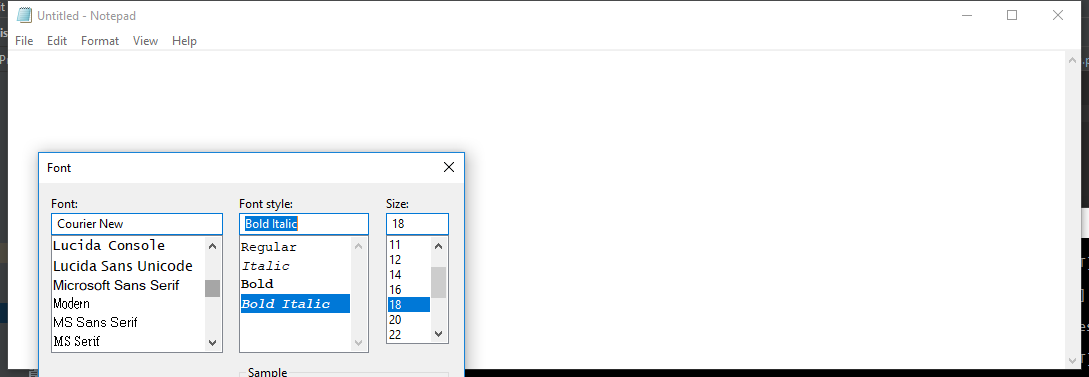 Untitled - Notepad
File Edit Format View Help
Font
Font: Font style: Size:
Courier New Bold Italic 18
Lucida Console
Lucida Sans Unicode
Microsoft Sans Serif
Modern
MS Sans Serif
MS Serif
Regular
Italic
Bold
Bold Italic
11
12
14
16
18
20
22
Sample